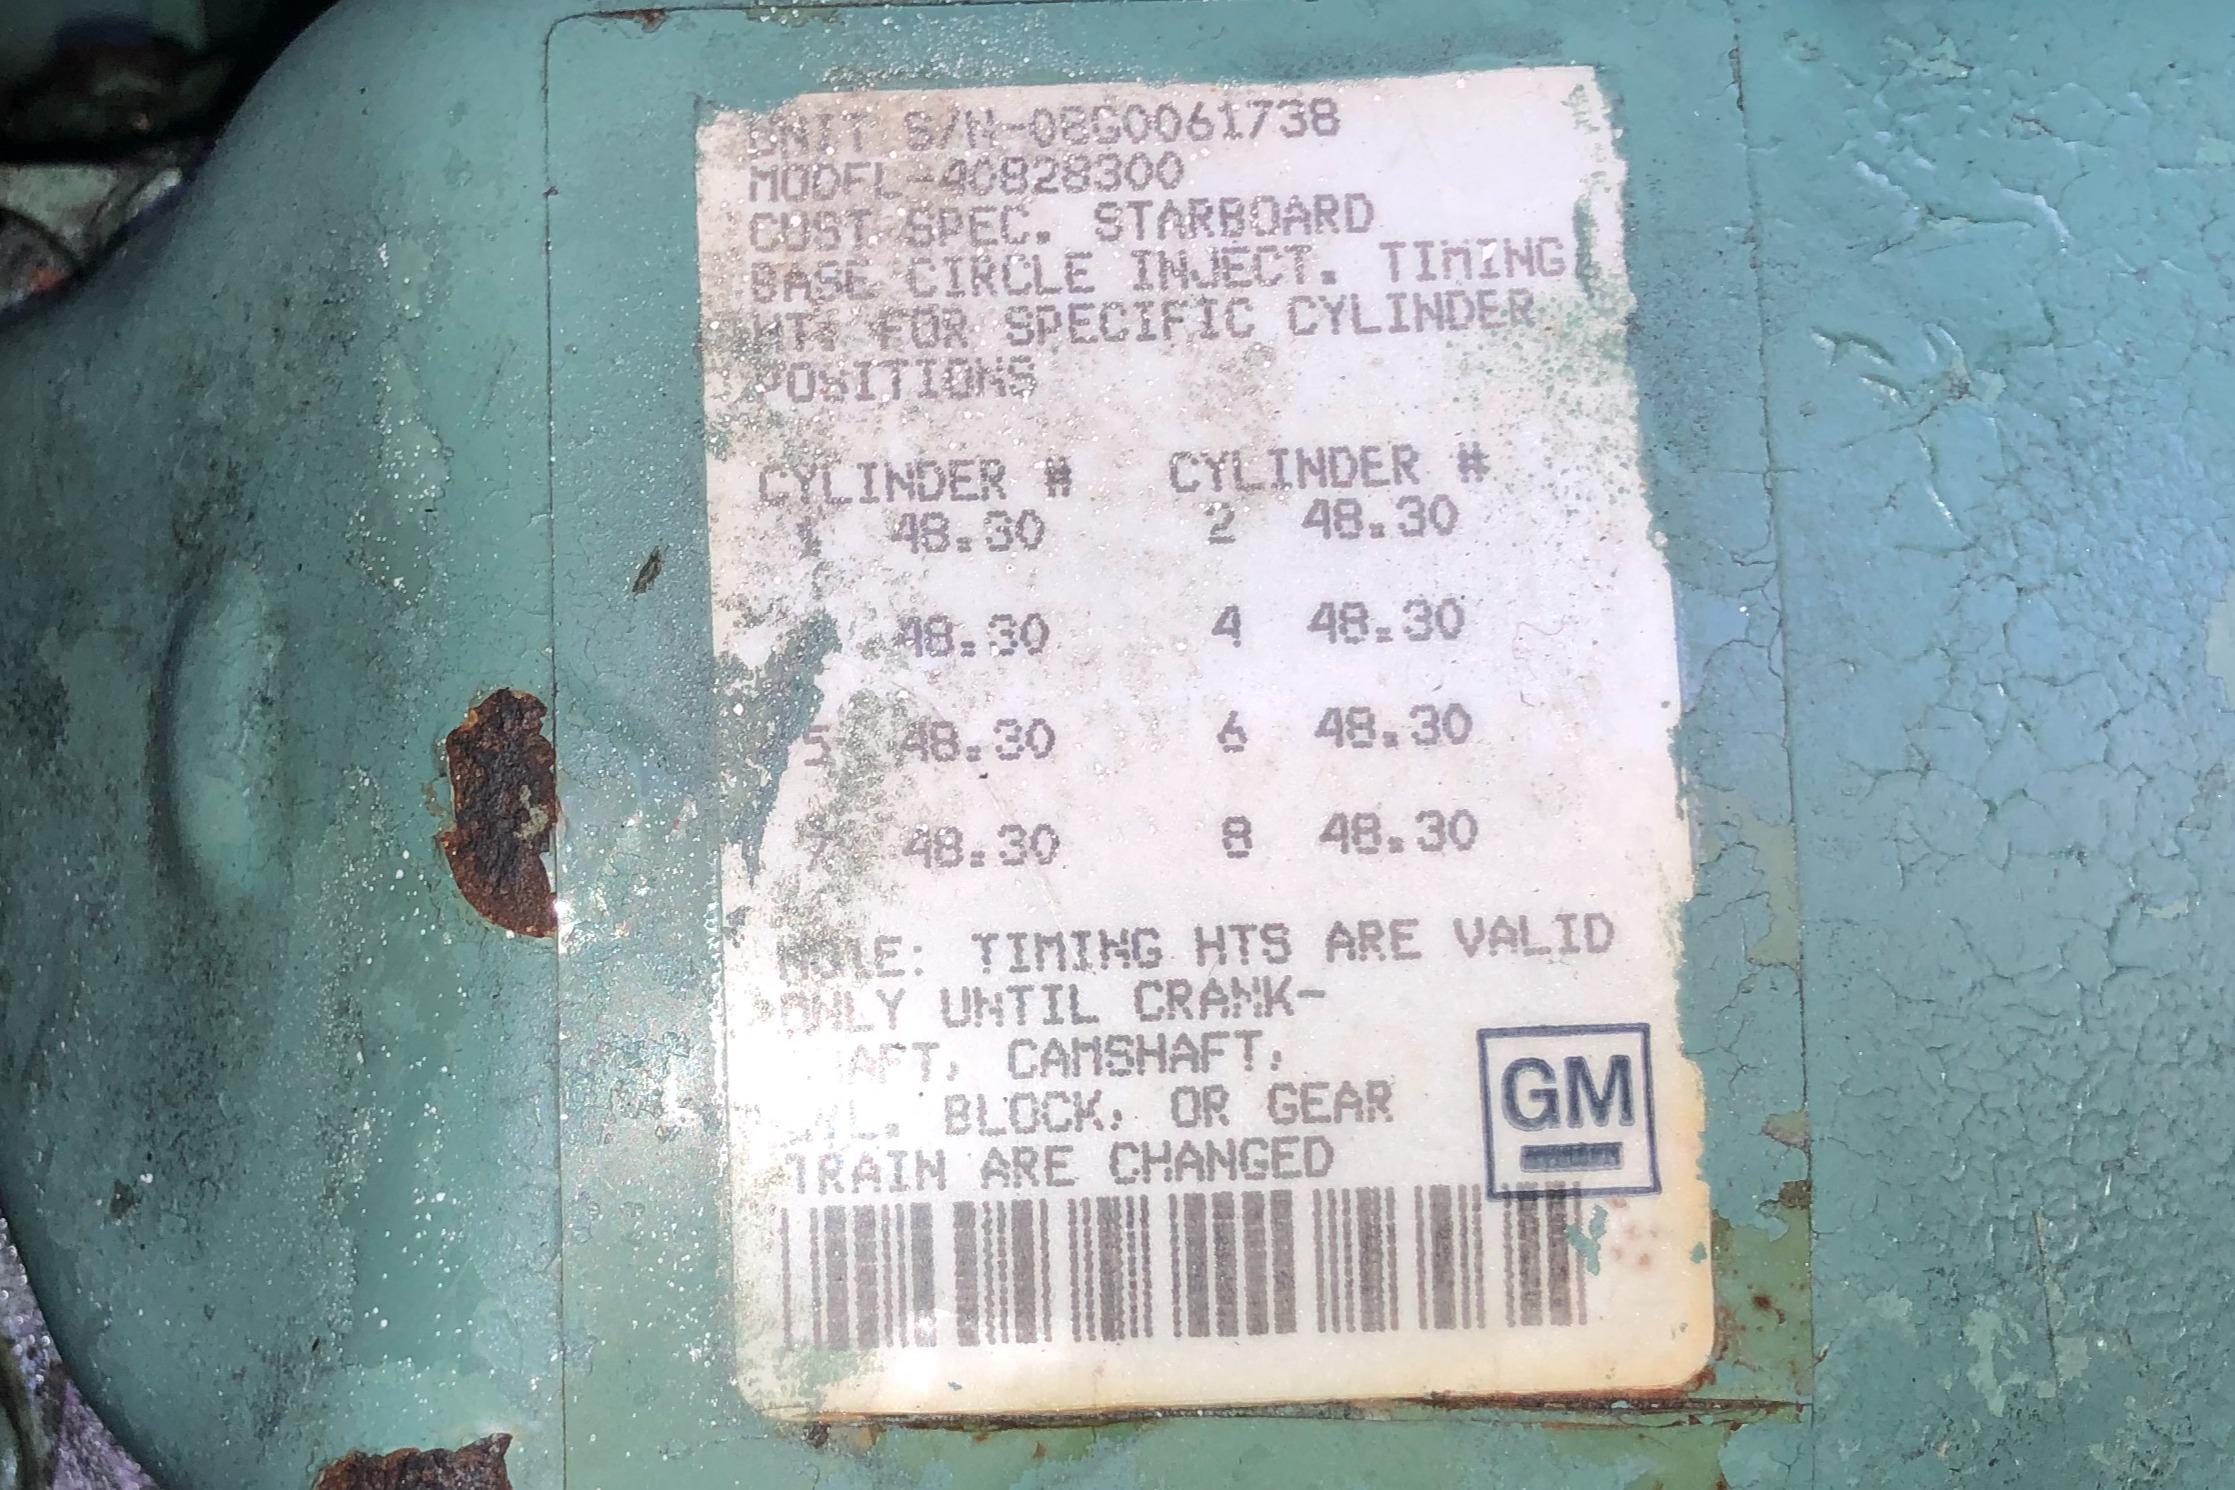 UNIT S/N-08G0061738
MODEL-40828300
CUST SPEC. STARBOARD
BASE CIRCLE INJECT. TIMING
HT. FOR SPECIFIC CYLINDER
POSITIONS
CYLINDER # CYLINDER #
1 48.30 2 48.30
48.30 4 48.30
5 48.30 6 48.30
7 48.30 8 48.30
NOTE: TIMING HTS ARE VALID
ONLY UNTIL CRANK-
SHAFT, CAMSHAFT,
CYL. BLOCK, OR GEAR
TRAIN ARE CHANGED
GM